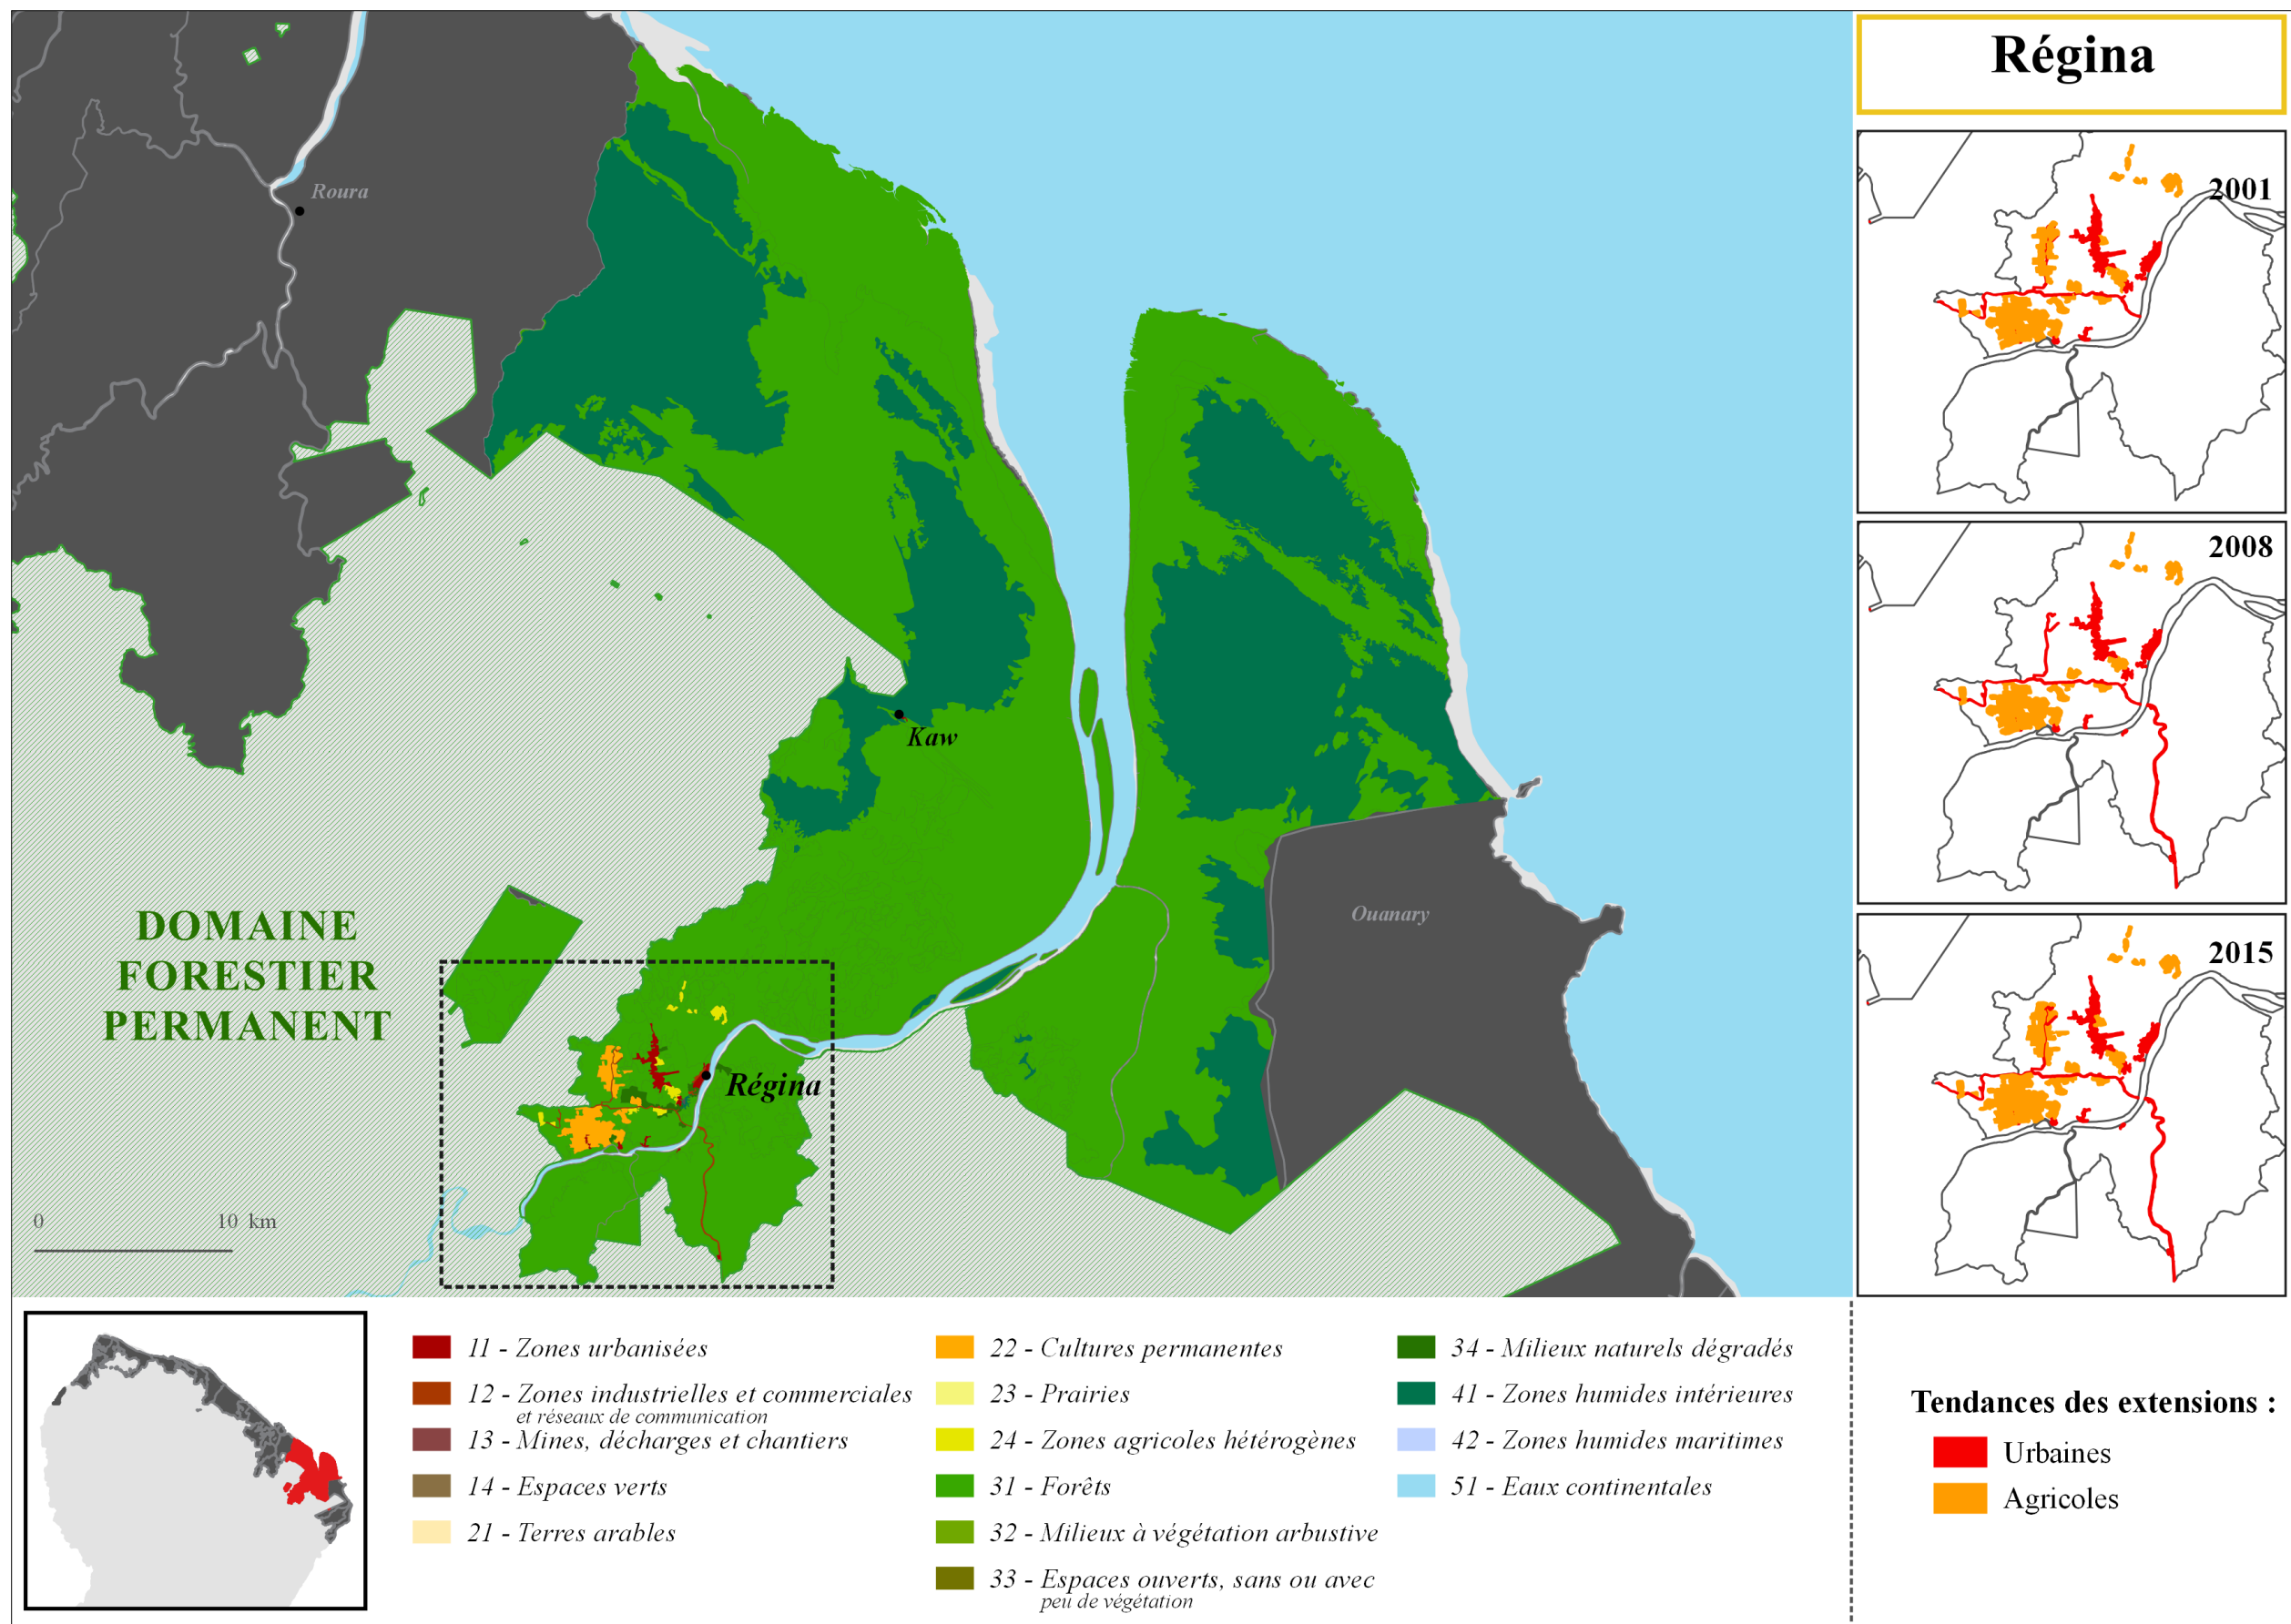 Régina
Roura
Kaw
Ouanary
DOMAINE
FORESTIER
PERMANENT
Régina
0 10 km
2001
2008
2015
11 - Zones urbanisées
12 - Zones industrielles et commerciales
et réseaux de communication
13 - Mines, décharges et chantiers
14 - Espaces verts
21 - Terres arables
22 - Cultures permanentes
23 - Prairies
24 - Zones agricoles hétérogènes
31 - Forêts
32 - Milieux à végétation arbustive
33 - Espaces ouverts, sans ou avec
peu de végétation
34 - Milieux naturels dégradés
41 - Zones humides intérieures
42 - Zones humides maritimes
51 - Eaux continentales
Tendances des extensions :
Urbaines
Agricoles